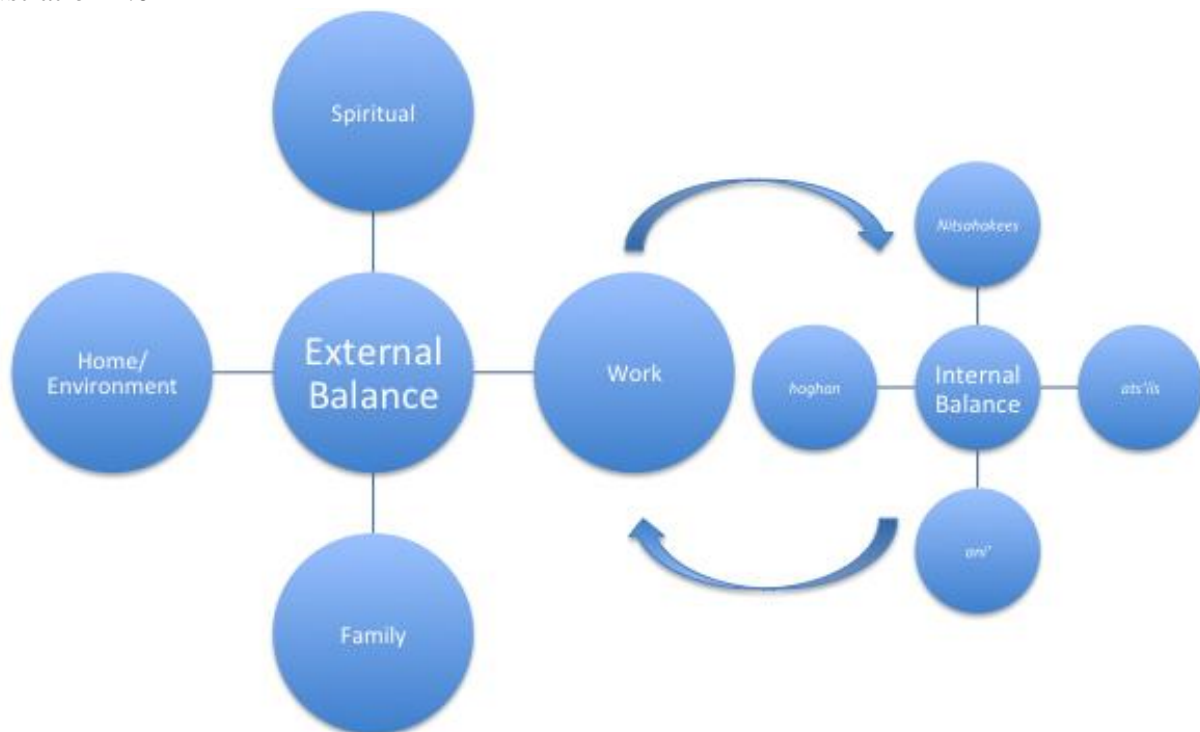 Spiritual
Nitsahakees
Home/
Environment
External
Balance
Work
hoghan
Internal
Balance
ats'iis
ani'
Family